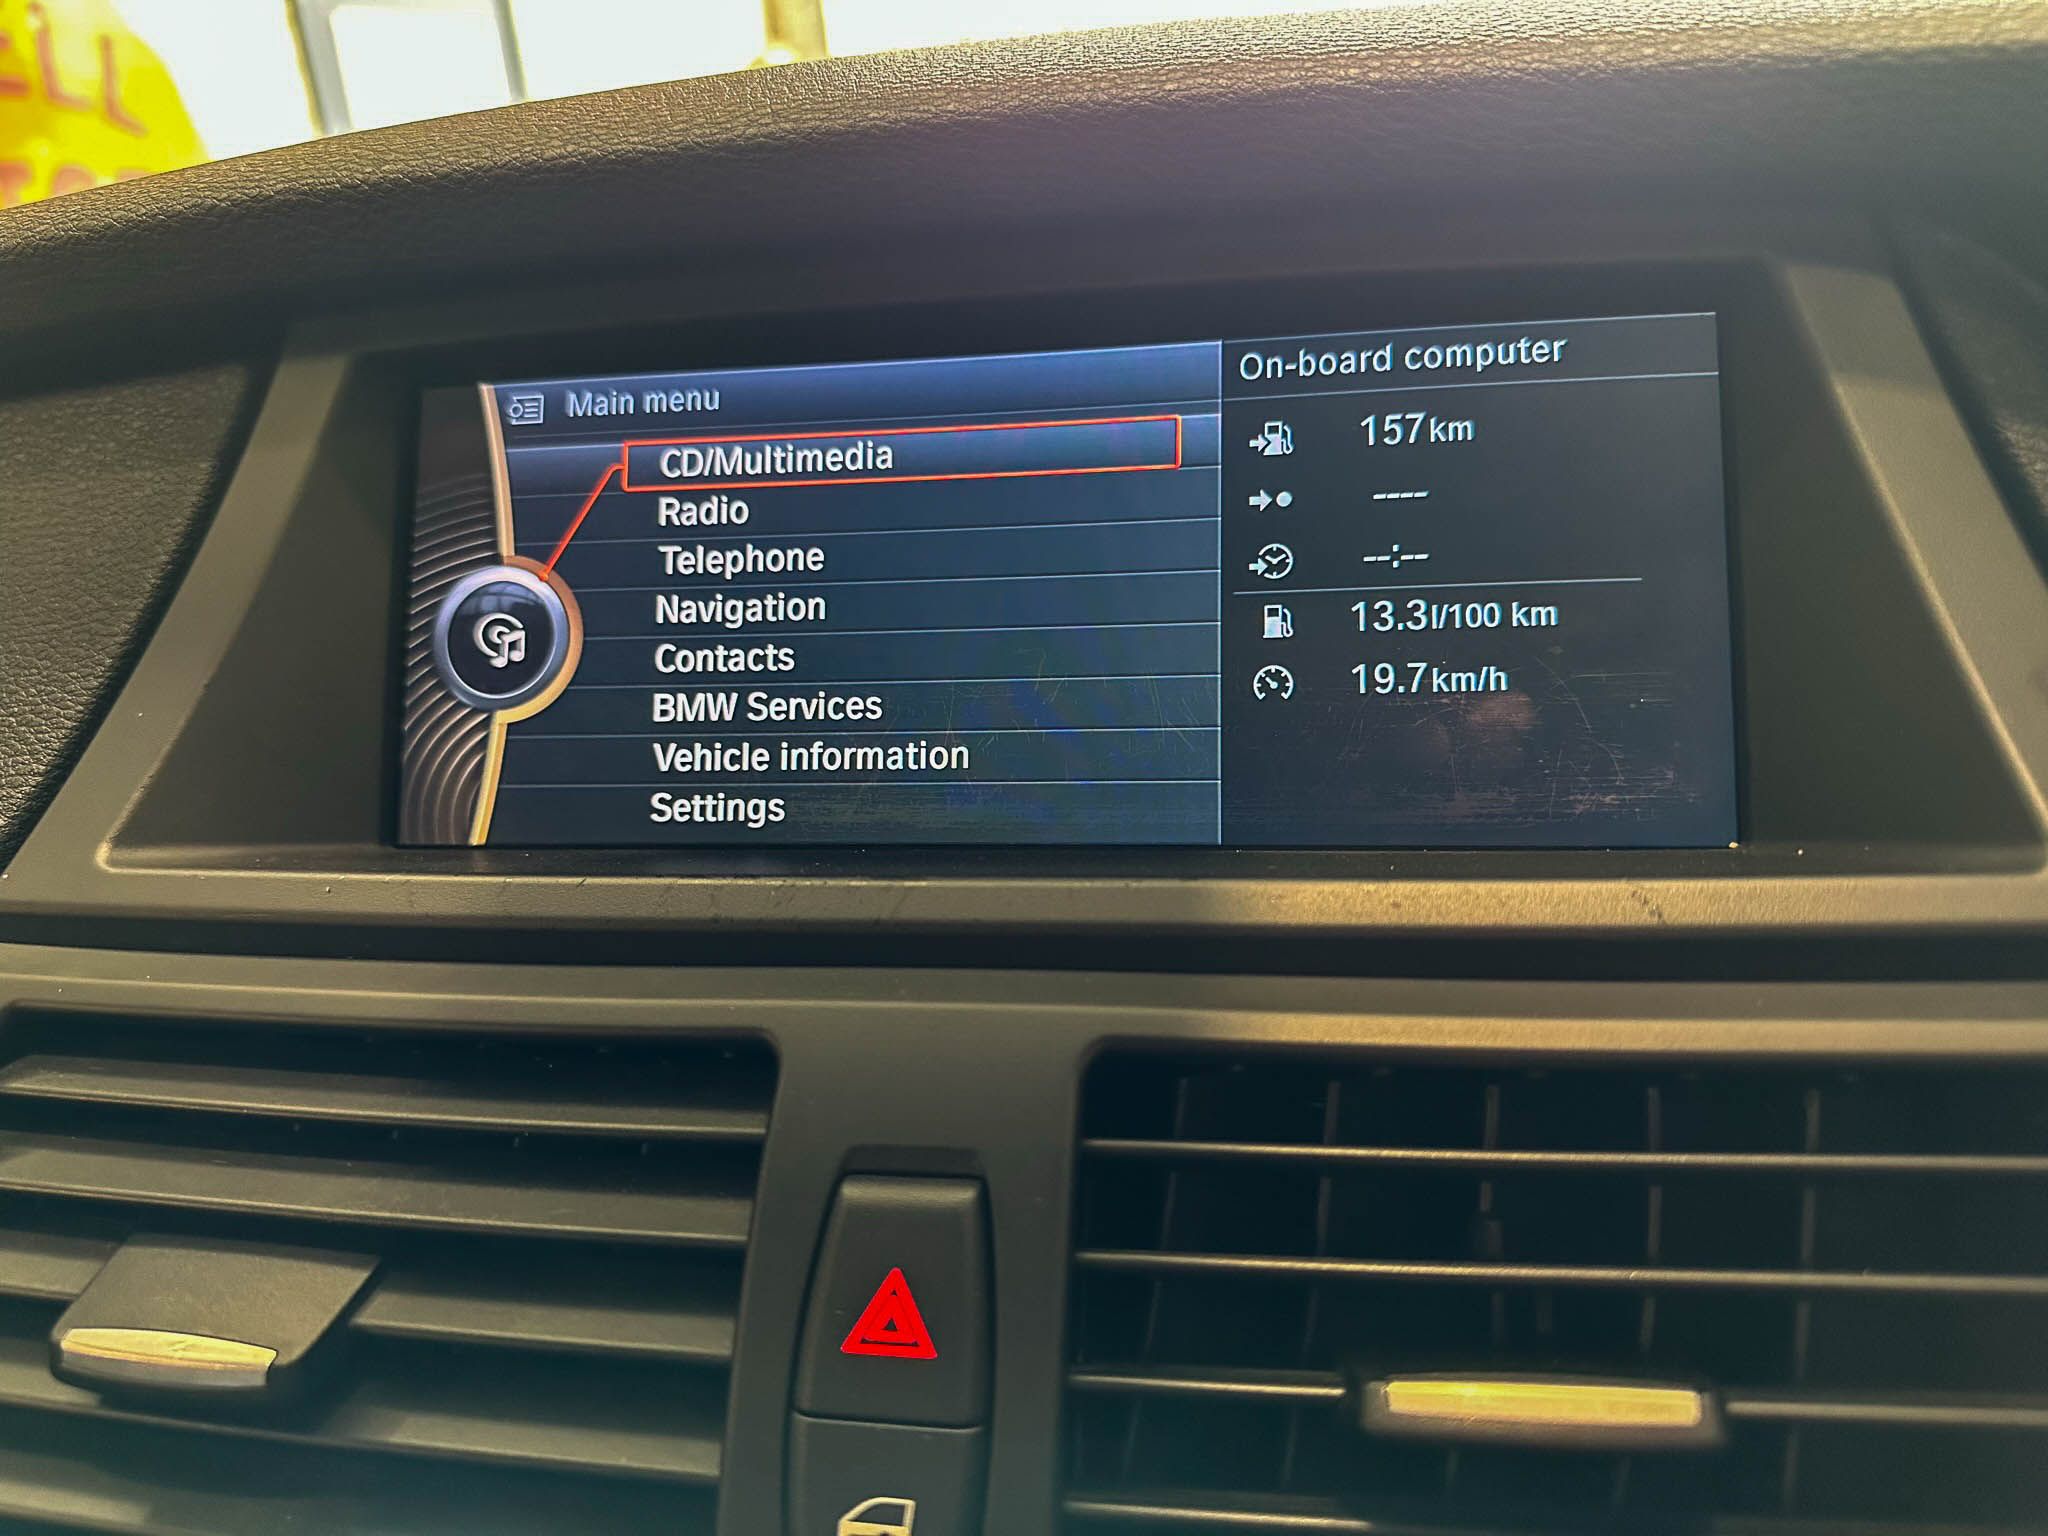 Main menu
CD/Multimedia
Radio
Telephone
Navigation
Contacts
BMW Services
Vehicle information
Settings
On-board computer
157km
----
--:--
13.3l/100 km
19.7km/h